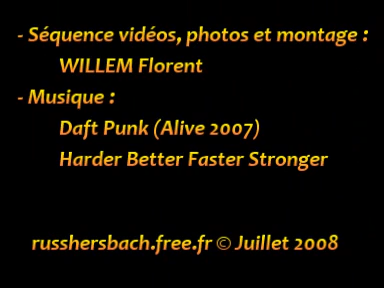 - Séquence vidéos, photos et montage :
WILLEM Florent
- Musique :
Daft Punk (Alive 2007)
Harder Better Faster Stronger
russhersbach.free.fr © Juillet 2008